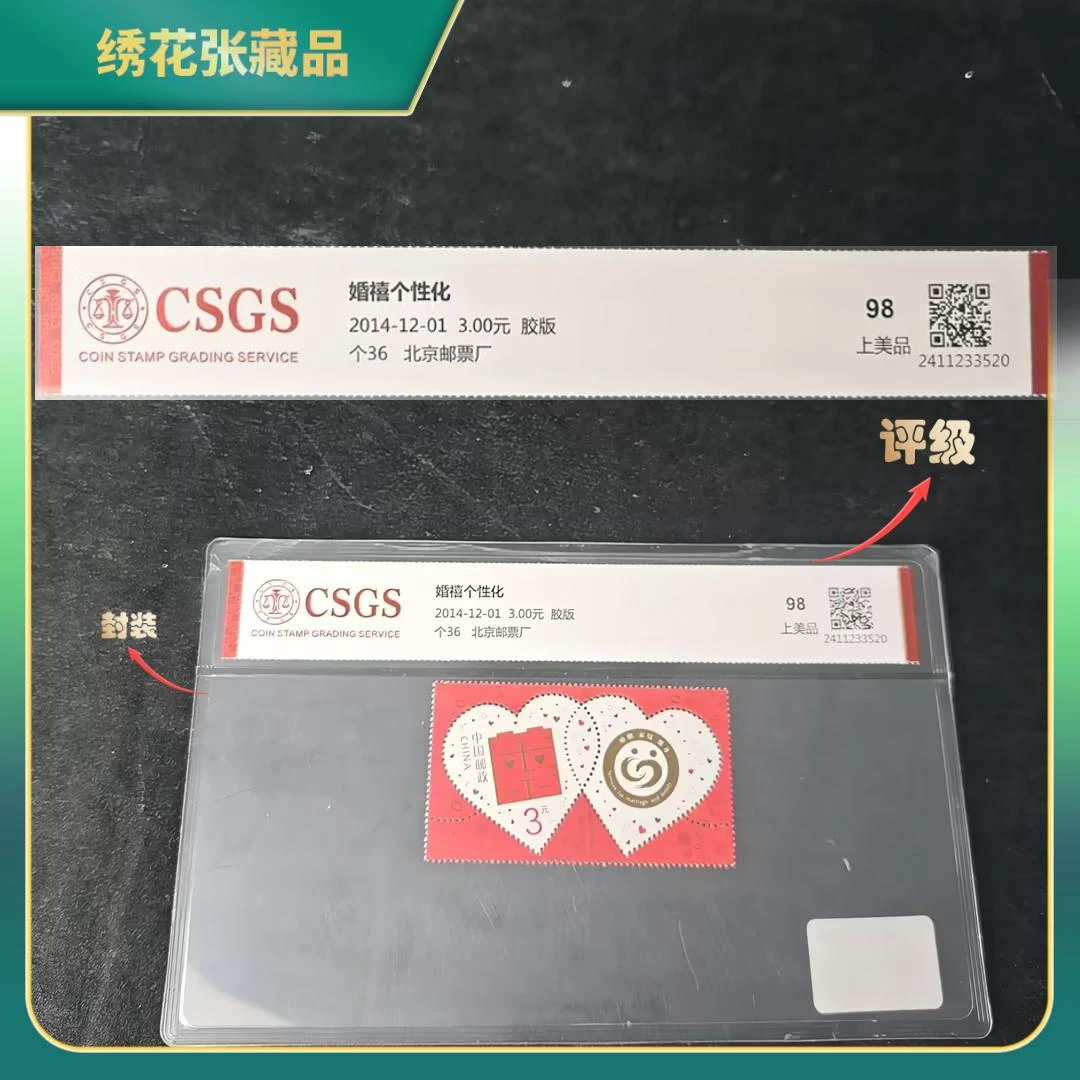 绣花张藏品
CSGS
COIN STAMP GRADING SERVICE
婚禧个性化
2014-12-01 3.00元 胶版
个36 北京邮票厂
98
上美品
2411233520
评级
封装
CSGS
COIN STAMP GRADING SERVICE
婚禧个性化
2014-12-01 3.00元 胶版
个36 北京邮票厂
98
上美品
2411233520
中国邮政
CHINA
3元